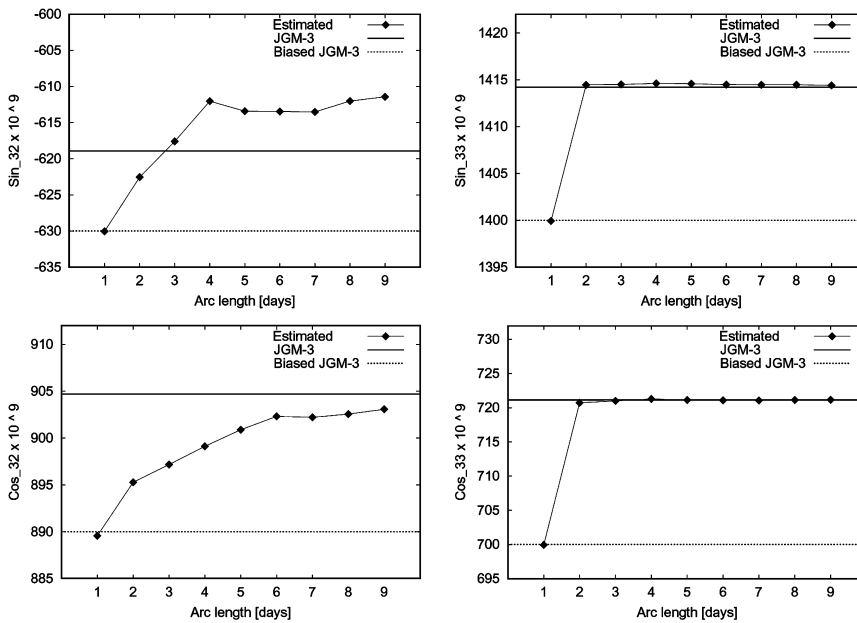 -600
-605
-610
-615
-620
-625
-630
-635
Sin_32 x 10 ^ 9
Estimated
JGM-3
Biased JGM-3
1 2 3 4 5 6 7 8 9
Arc length [days]
1420
1415
1410
1405
1400
1395
Sin_33 x 10 ^ 9
Estimated
JGM-3
Biased JGM-3
1 2 3 4 5 6 7 8 9
Arc length [days]
910
905
900
895
890
885
Cos_32 x 10 ^ 9
Estimated
JGM-3
Biased JGM-3
1 2 3 4 5 6 7 8 9
Arc length [days]
730
725
720
715
710
705
700
695
Cos_33 x 10 ^ 9
Estimated
JGM-3
Biased JGM-3
1 2 3 4 5 6 7 8 9
Arc length [days]